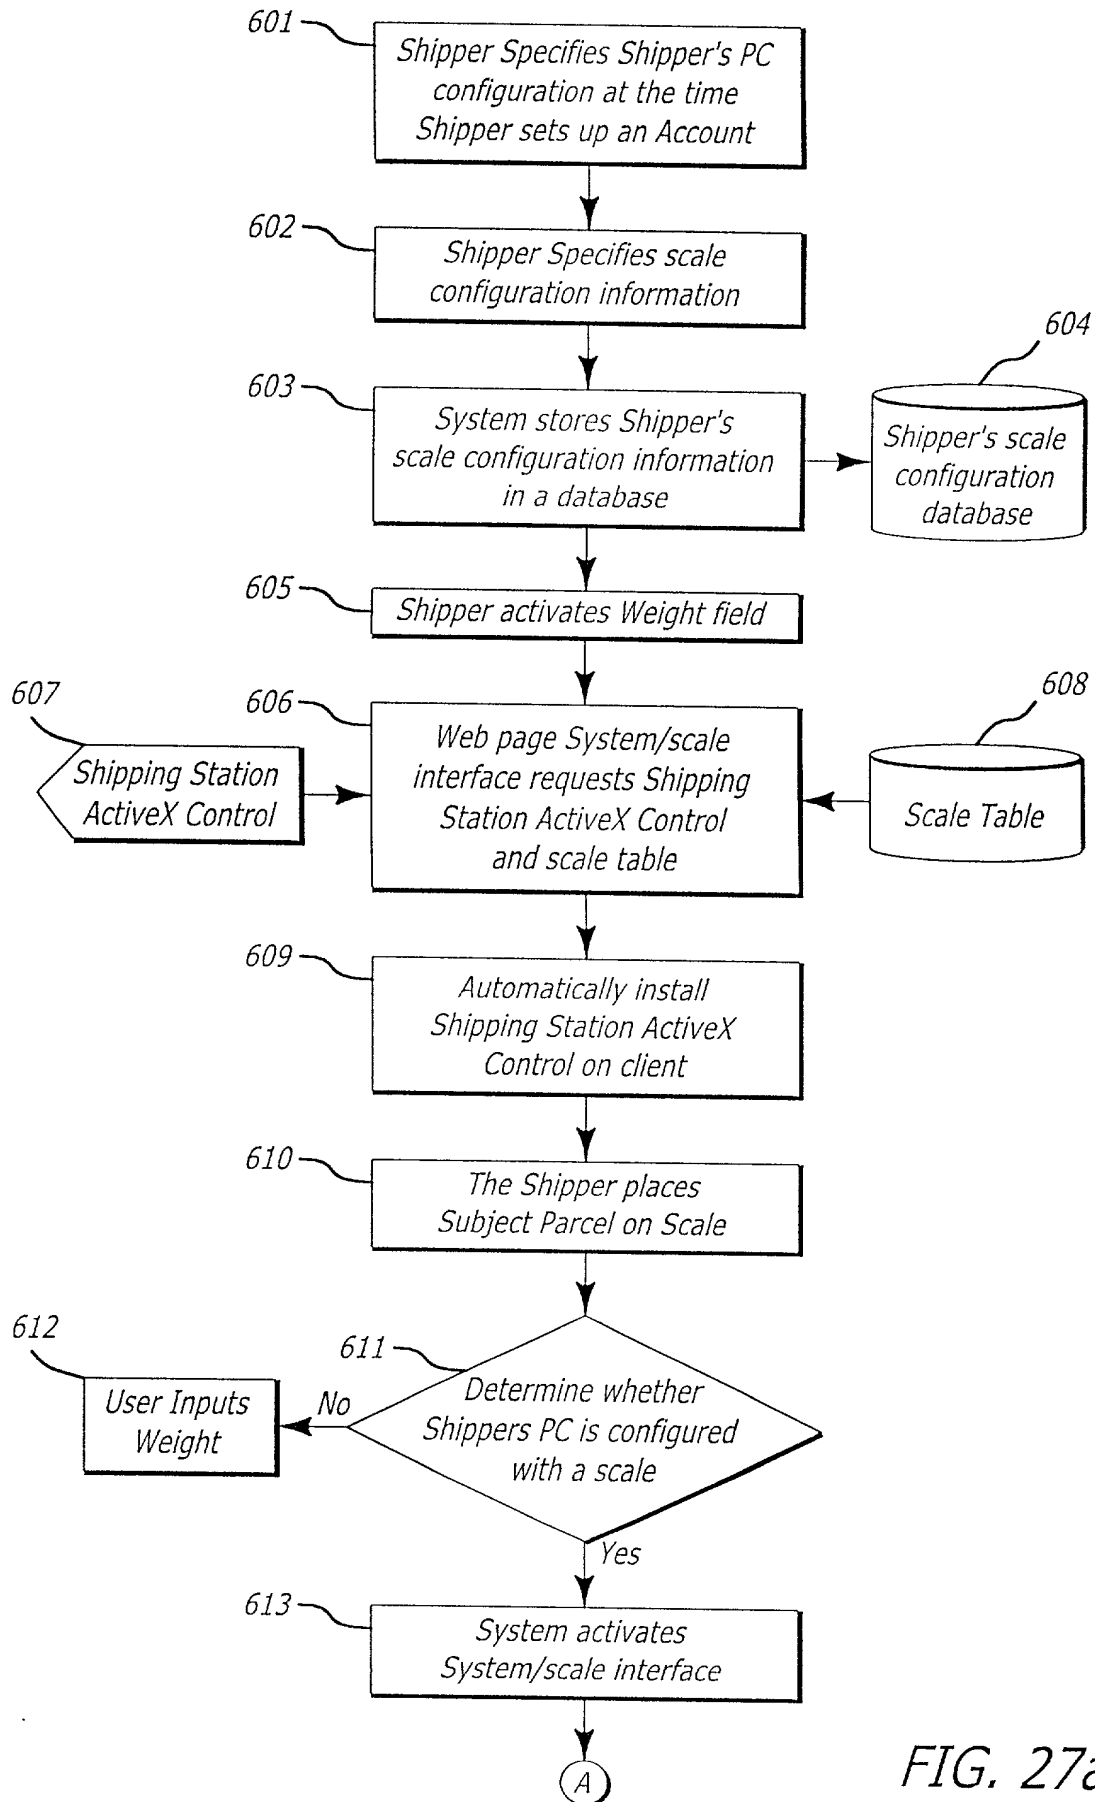 601
Shipper Specifies Shipper's PC
configuration at the time
Shipper sets up an Account
602
Shipper Specifies scale
configuration information
603
System stores Shipper's
scale configuration information
in a database
604
Shipper's scale
configuration
database
605
Shipper activates Weight field
606
Web page System/scale
interface requests Shipping
Station ActiveX Control
and scale table
607
Shipping Station
ActiveX Control
608
Scale Table
609
Automatically install
Shipping Station ActiveX
Control on client
610
The Shipper places
Subject Parcel on Scale
611
Determine whether
Shippers PC is configured
with a scale
No
612
User Inputs
Weight
Yes
613
System activates
System/scale interface
A
FIG. 27a